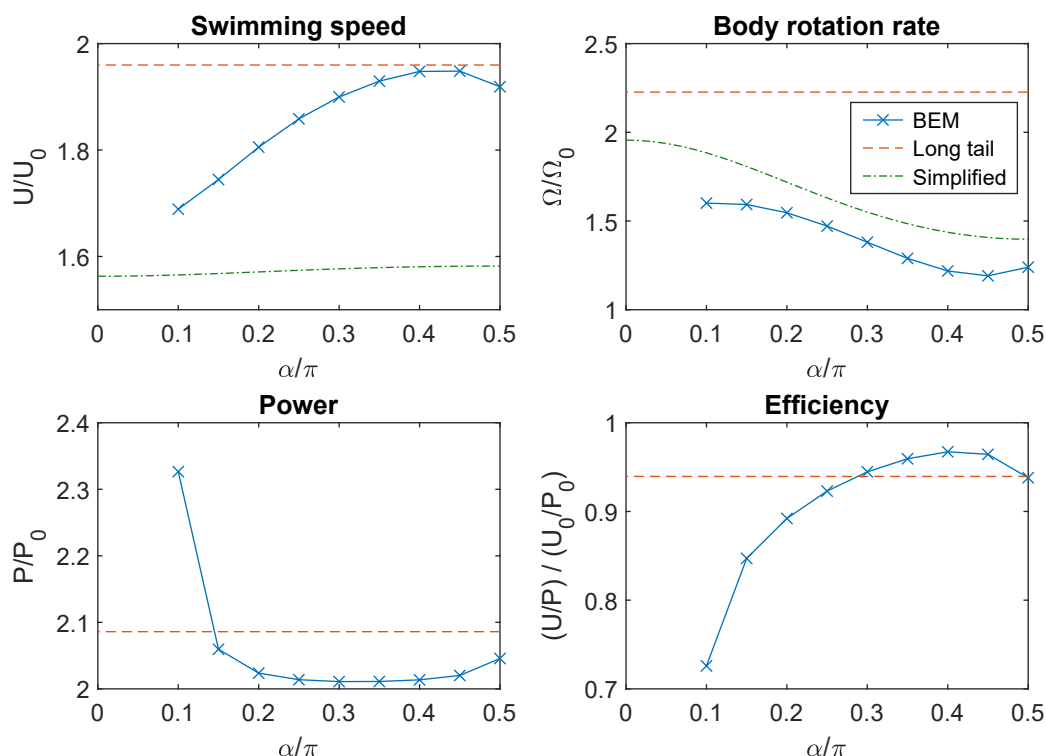 Swimming speed
2
1.8
1.6
U/U0
0 0.1 0.2 0.3 0.4 0.5
α/π
Body rotation rate
2.5
2
1.5
1
Ω/Ω0
BEM
Long tail
Simplified
0 0.1 0.2 0.3 0.4 0.5
α/π
Power
2.4
2.3
2.2
2.1
2
P/P0
0 0.1 0.2 0.3 0.4 0.5
α/π
Efficiency
1
0.9
0.8
0.7
(U/P) / (U0/P0)
0 0.1 0.2 0.3 0.4 0.5
α/π